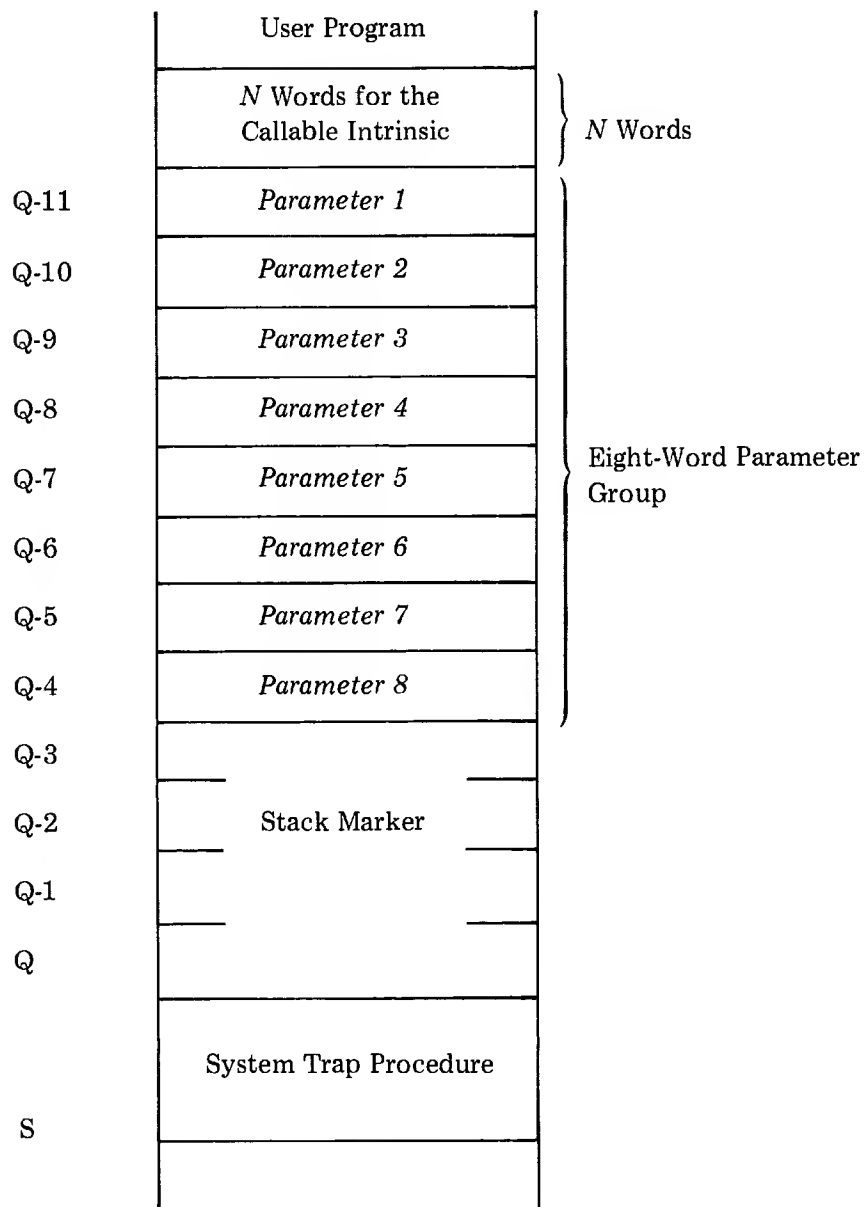 User Program
N Words for the
Callable Intrinsic
N Words
Q-11
Parameter 1
Q-10
Parameter 2
Q-9
Parameter 3
Q-8
Parameter 4
Q-7
Parameter 5
Eight-Word Parameter
Group
Q-6
Parameter 6
Q-5
Parameter 7
Q-4
Parameter 8
Q-3
Q-2
Stack Marker
Q-1
Q
System Trap Procedure
S